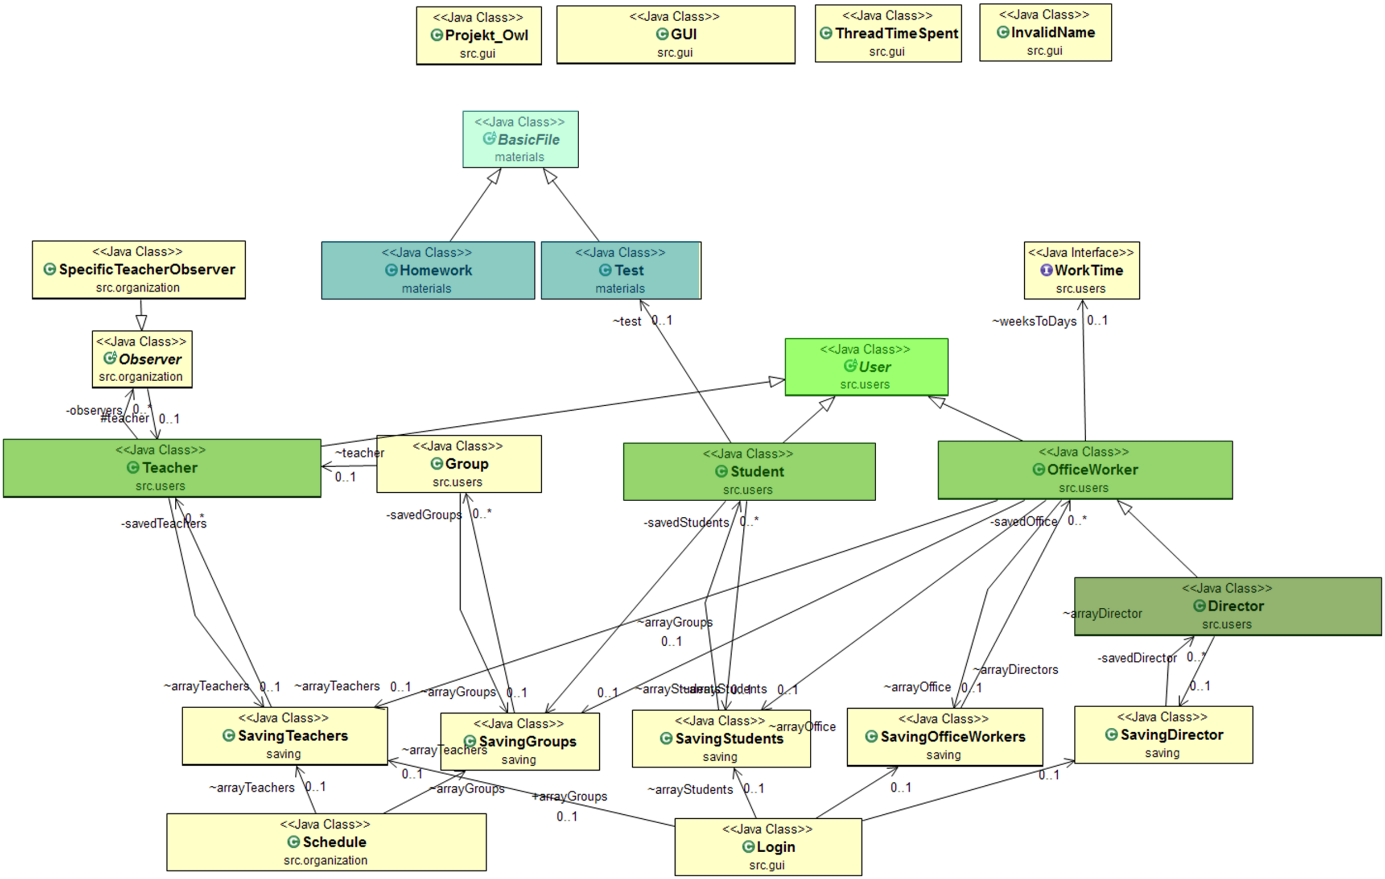 <<Java Class>>
Projekt_Owl
src.gui
<<Java Class>>
GUI
src.gui
<<Java Class>>
ThreadTimeSpent
src.gui
<<Java Class>>
InvalidName
src.gui
<<Java Class>>
BasicFile
materials
<<Java Class>>
SpecificTeacherObserver
src.organization
<<Java Class>>
Homework
materials
<<Java Class>>
Test
materials
<<Java Interface>>
WorkTime
src.users
~test 0..1
~weeksToDays 0..1
<<Java Class>>
Observer
src.organization
<<Java Class>>
User
src.users
-observers 0..*
#teacher 0..1
<<Java Class>>
Teacher
src.users
~teacher
0..1
<<Java Class>>
Group
src.users
<<Java Class>>
Student
src.users
<<Java Class>>
OfficeWorker
src.users
-savedTeachers 0..*
-savedGroups 0..*
-savedStudents 0..*
-savedOffice 0..*
<<Java Class>>
Director
src.users
~arrayDirector
~arrayGroups
0..1
-savedDirector 0..*
~arrayDirectors
~arrayTeachers 0..1
~arrayTeachers 0..1
~arrayGroups 0..1
0..1
~arrayStudents 0..1
~arrayStudents 0..1
~arrayOffice 0..1
0..1
<<Java Class>>
SavingTeachers
saving
<<Java Class>>
SavingGroups
saving
<<Java Class>>
SavingStudents
saving
~arrayOffice
<<Java Class>>
SavingOfficeWorkers
saving
<<Java Class>>
SavingDirector
saving
~arrayTeachers
0..1
~arrayTeachers 0..1
~arrayGroups
+arrayGroups
0..1
~arrayStudents 0..1
0..1
0..1
<<Java Class>>
Schedule
src.organization
<<Java Class>>
Login
src.gui